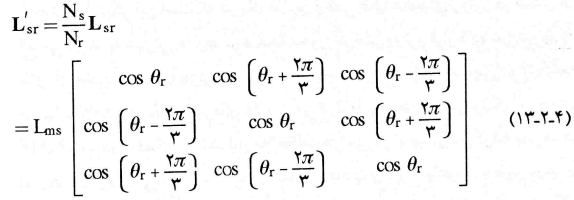 L'sr = Ns/Nr Lsr
= Lms [ cos θr cos (θr + ۲π/۳) cos (θr - ۲π/۳)
cos (θr - ۲π/۳) cos θr cos (θr + ۲π/۳) (۱۳-۲-۴)
cos (θr + ۲π/۳) cos (θr - ۲π/۳) cos θr ]